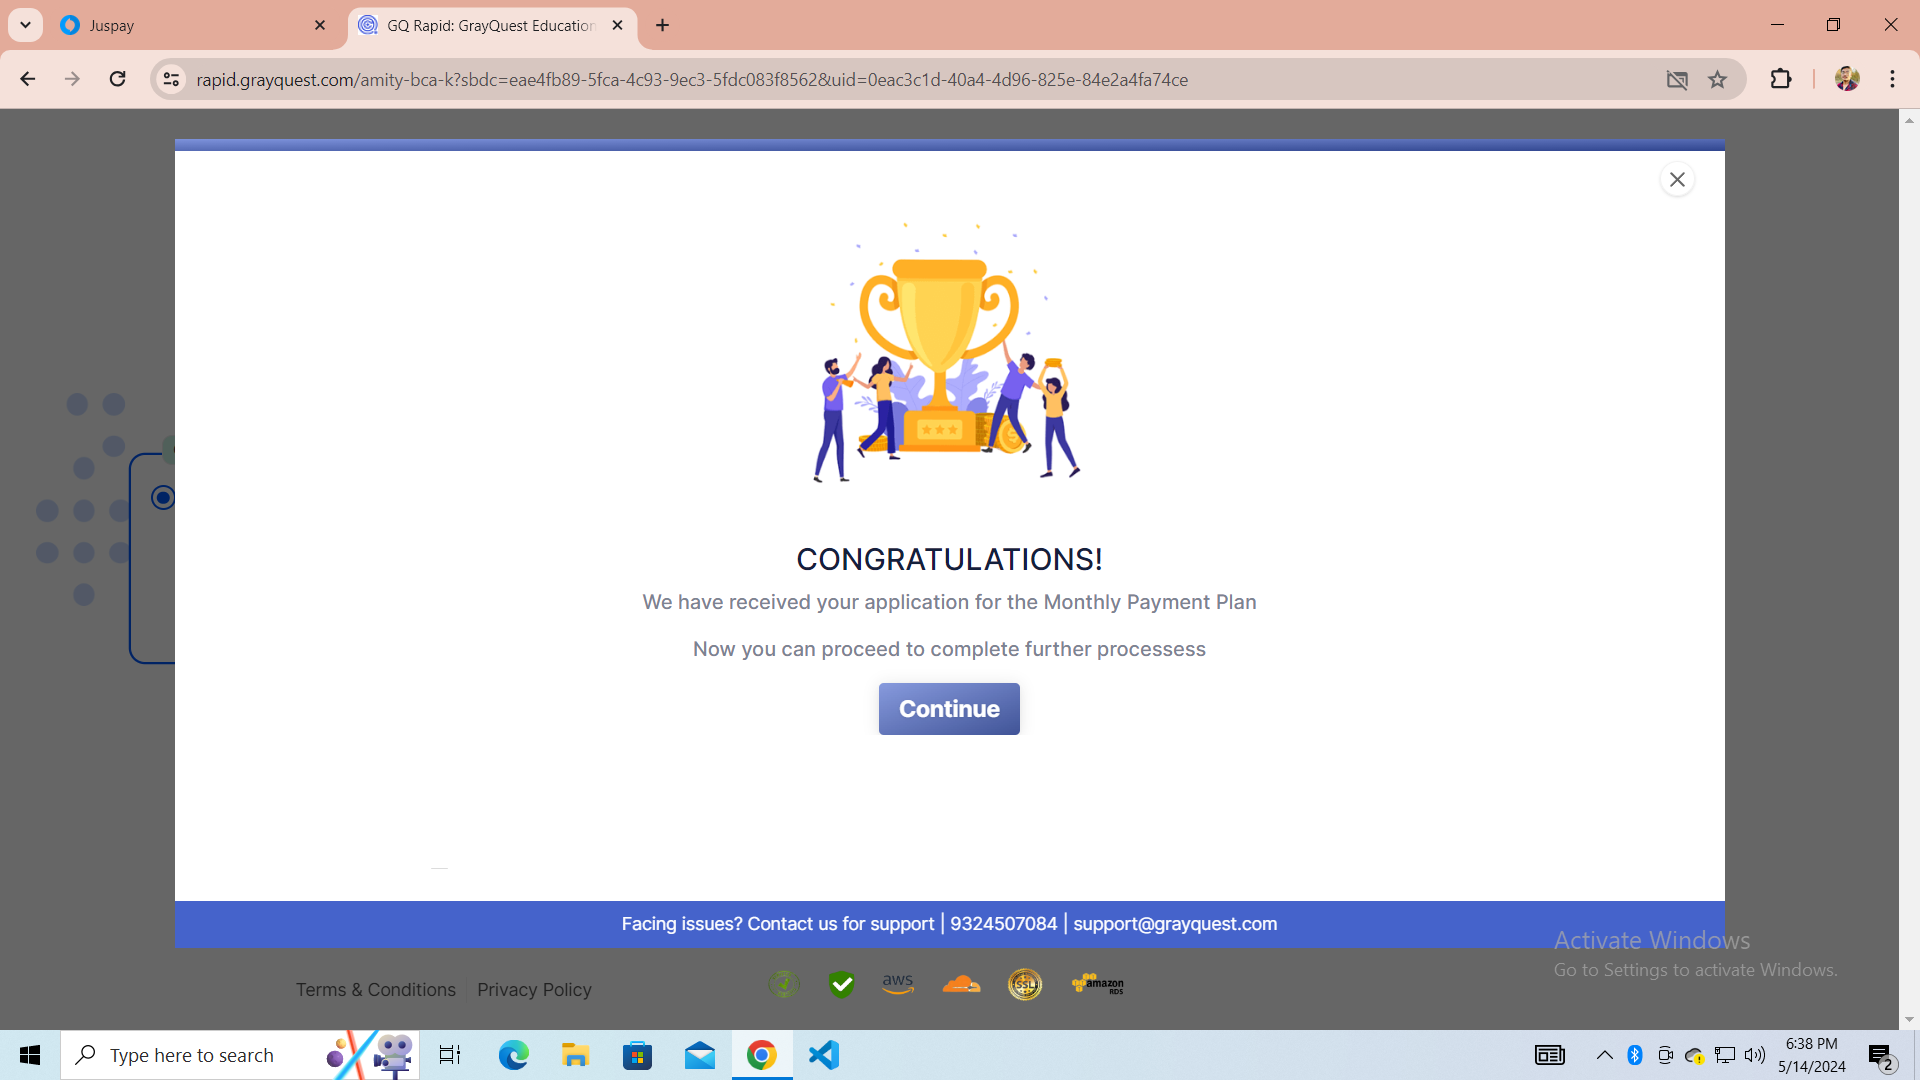 Juspay
GQ Rapid: GrayQuest Education
rapid.grayquest.com/amity-bca-k?sbdc=eae4fb89-5fca-4c93-9ec3-5fdc083f8562&uid=0eac3c1d-40a4-4d96-825e-84e2a4fa74ce
CONGRATULATIONS!
We have received your application for the Monthly Payment Plan
Now you can proceed to complete further processess
Continue
Facing issues? Contact us for support | 9324507084 | support@grayquest.com
Activate Windows
Go to Settings to activate Windows.
Terms & Conditions
Privacy Policy
aws
SSL
amazon
RDS
Type here to search
6:38 PM
5/14/2024
2